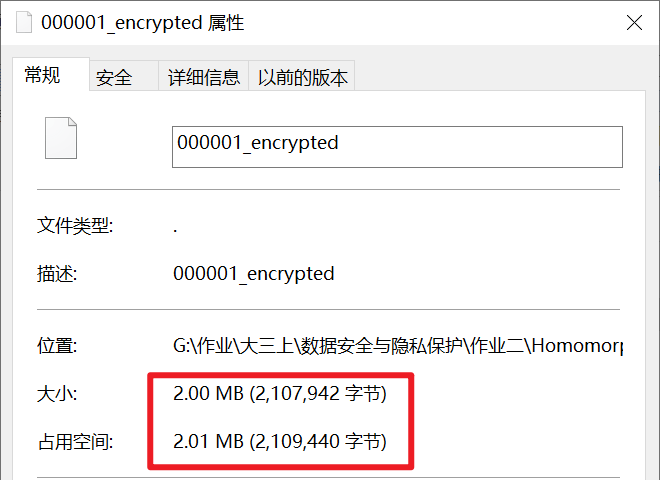 000001_encrypted 属性
常规 安全 详细信息 以前的版本
000001_encrypted
文件类型: .
描述: 000001_encrypted
位置: G:\作业\大三上\数据安全与隐私保护\作业二\Homomorp
大小: 2.00 MB (2,107,942 字节)
占用空间: 2.01 MB (2,109,440 字节)